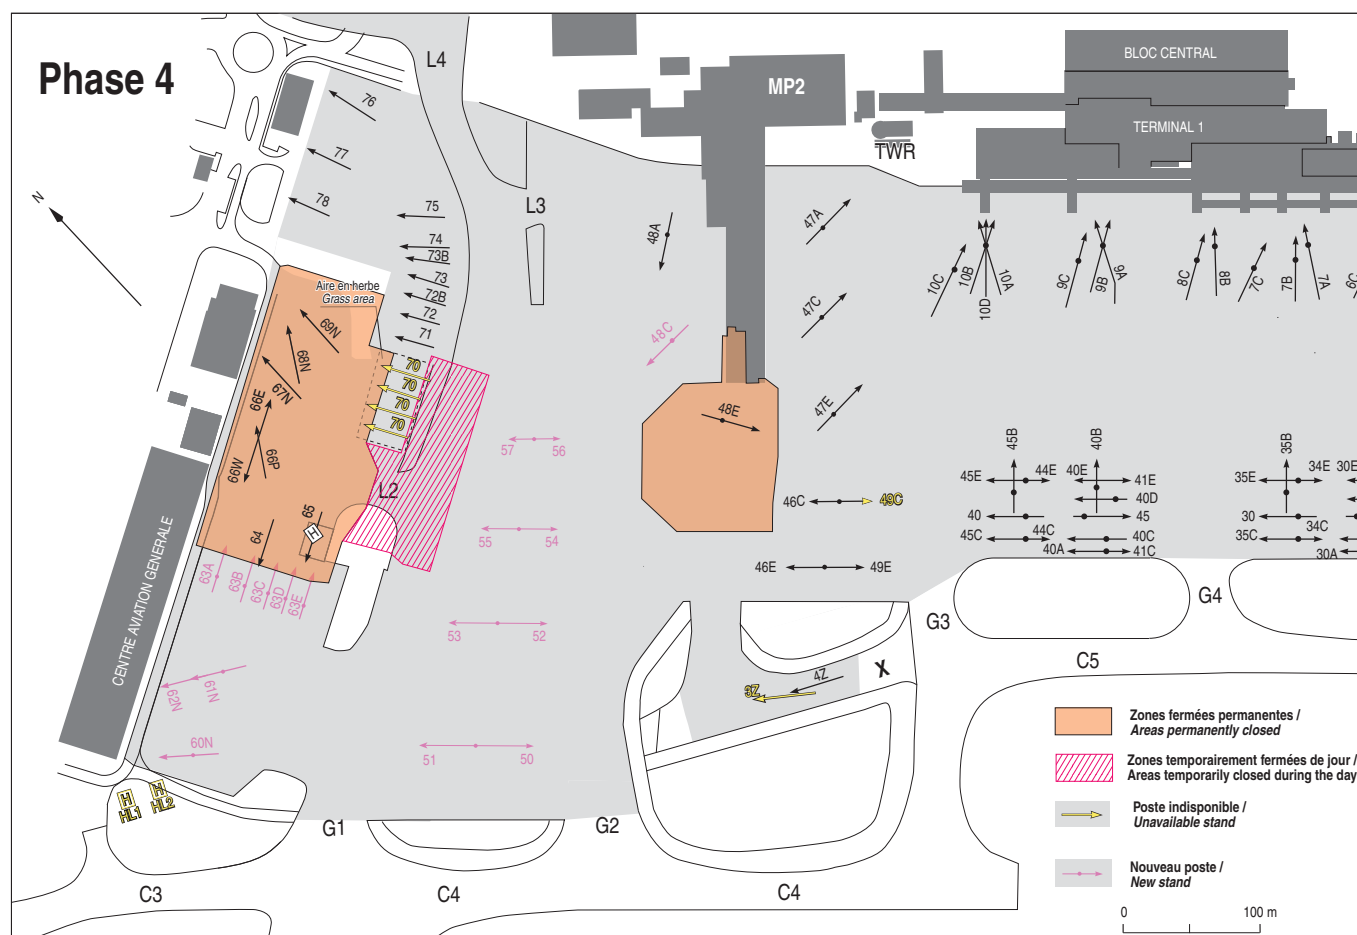 Phase 4
L4
MP2
BLOC CENTRAL
TERMINAL 1
TWR
N
76
77
78
75
74
73B
73
72B
72
71
L3
48A
47A
47C
47E
48C
48E
10C
10B
10D
10A
9C
9B
9A
8C
8B
7C
7B
7A
6C
Aire en herbe
Grass area
69N
68N
67N
66E
66W
66P
65
64
H
70
70
70
70
L2
57
56
55
54
53
52
51
50
63A
63B
63C
63D
63E
62N
61N
60N
CENTRE AVIATION GENERALE
H
HL1
H
HL2
46C
49C
46E
49E
45B
40B
35B
45E
44E
40E
41E
35E
34E
30E
40D
40
45
30
34C
45C
44C
40C
35C
40A
41C
30A
4Z
3Z
X
G3
G4
C5
G1
G2
C3
C4
C4
Zones fermées permanentes /
Areas permanently closed
Zones temporairement fermées de jour /
Areas temporarily closed during the day
Poste indisponible /
Unavailable stand
Nouveau poste /
New stand
0
100 m